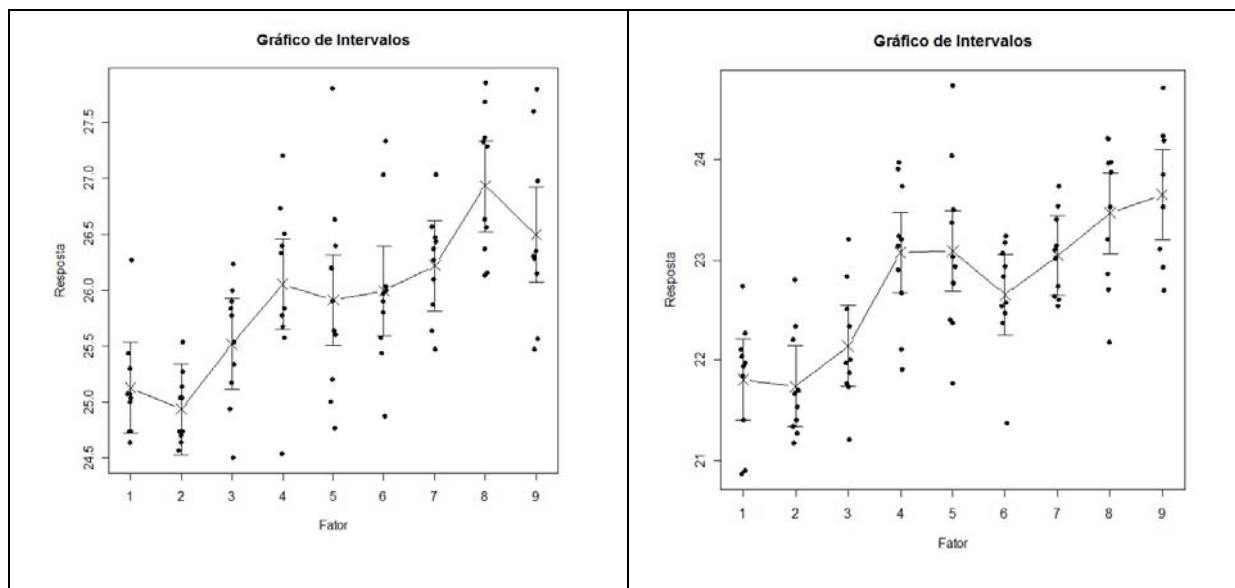 Gráfico de Intervalos
Resposta
27.5
27.0
26.5
26.0
25.5
25.0
24.5
1 2 3 4 5 6 7 8 9
Fator
Gráfico de Intervalos
Resposta
24
23
22
21
1 2 3 4 5 6 7 8 9
Fator